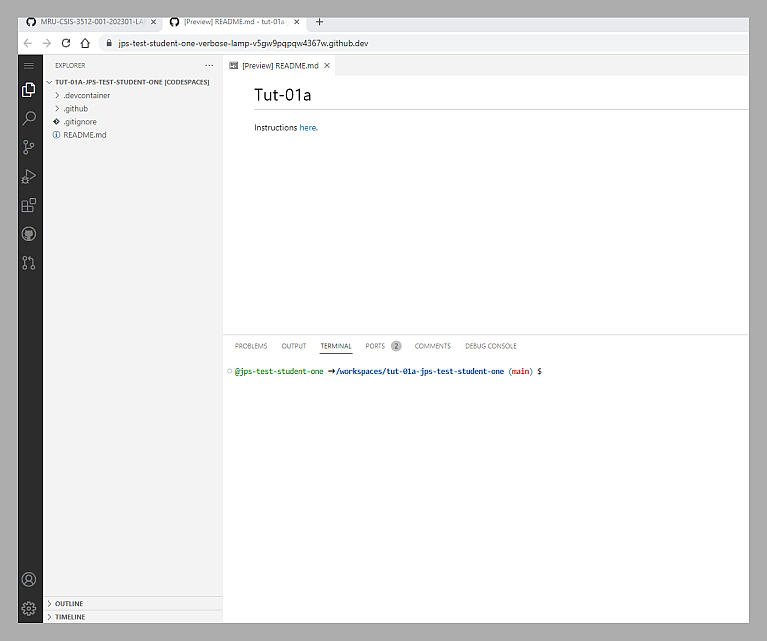 MRU-CSIS-3512-001-202301-LA
[Preview] README.md - tut-01a
jps-test-student-one-verbose-lamp-v5gw9pqpqw4367w.github.dev
EXPLORER
[Preview] README.md
TUT-01A-JPS-TEST-STUDENT-ONE [CODESPACES]
.devcontainer
.github
.gitignore
README.md
Tut-01a
Instructions here.
PROBLEMS OUTPUT TERMINAL PORTS 2 COMMENTS DEBUG CONSOLE
@jps-test-student-one ➜/workspaces/tut-01a-jps-test-student-one (main) $
OUTLINE
TIMELINE